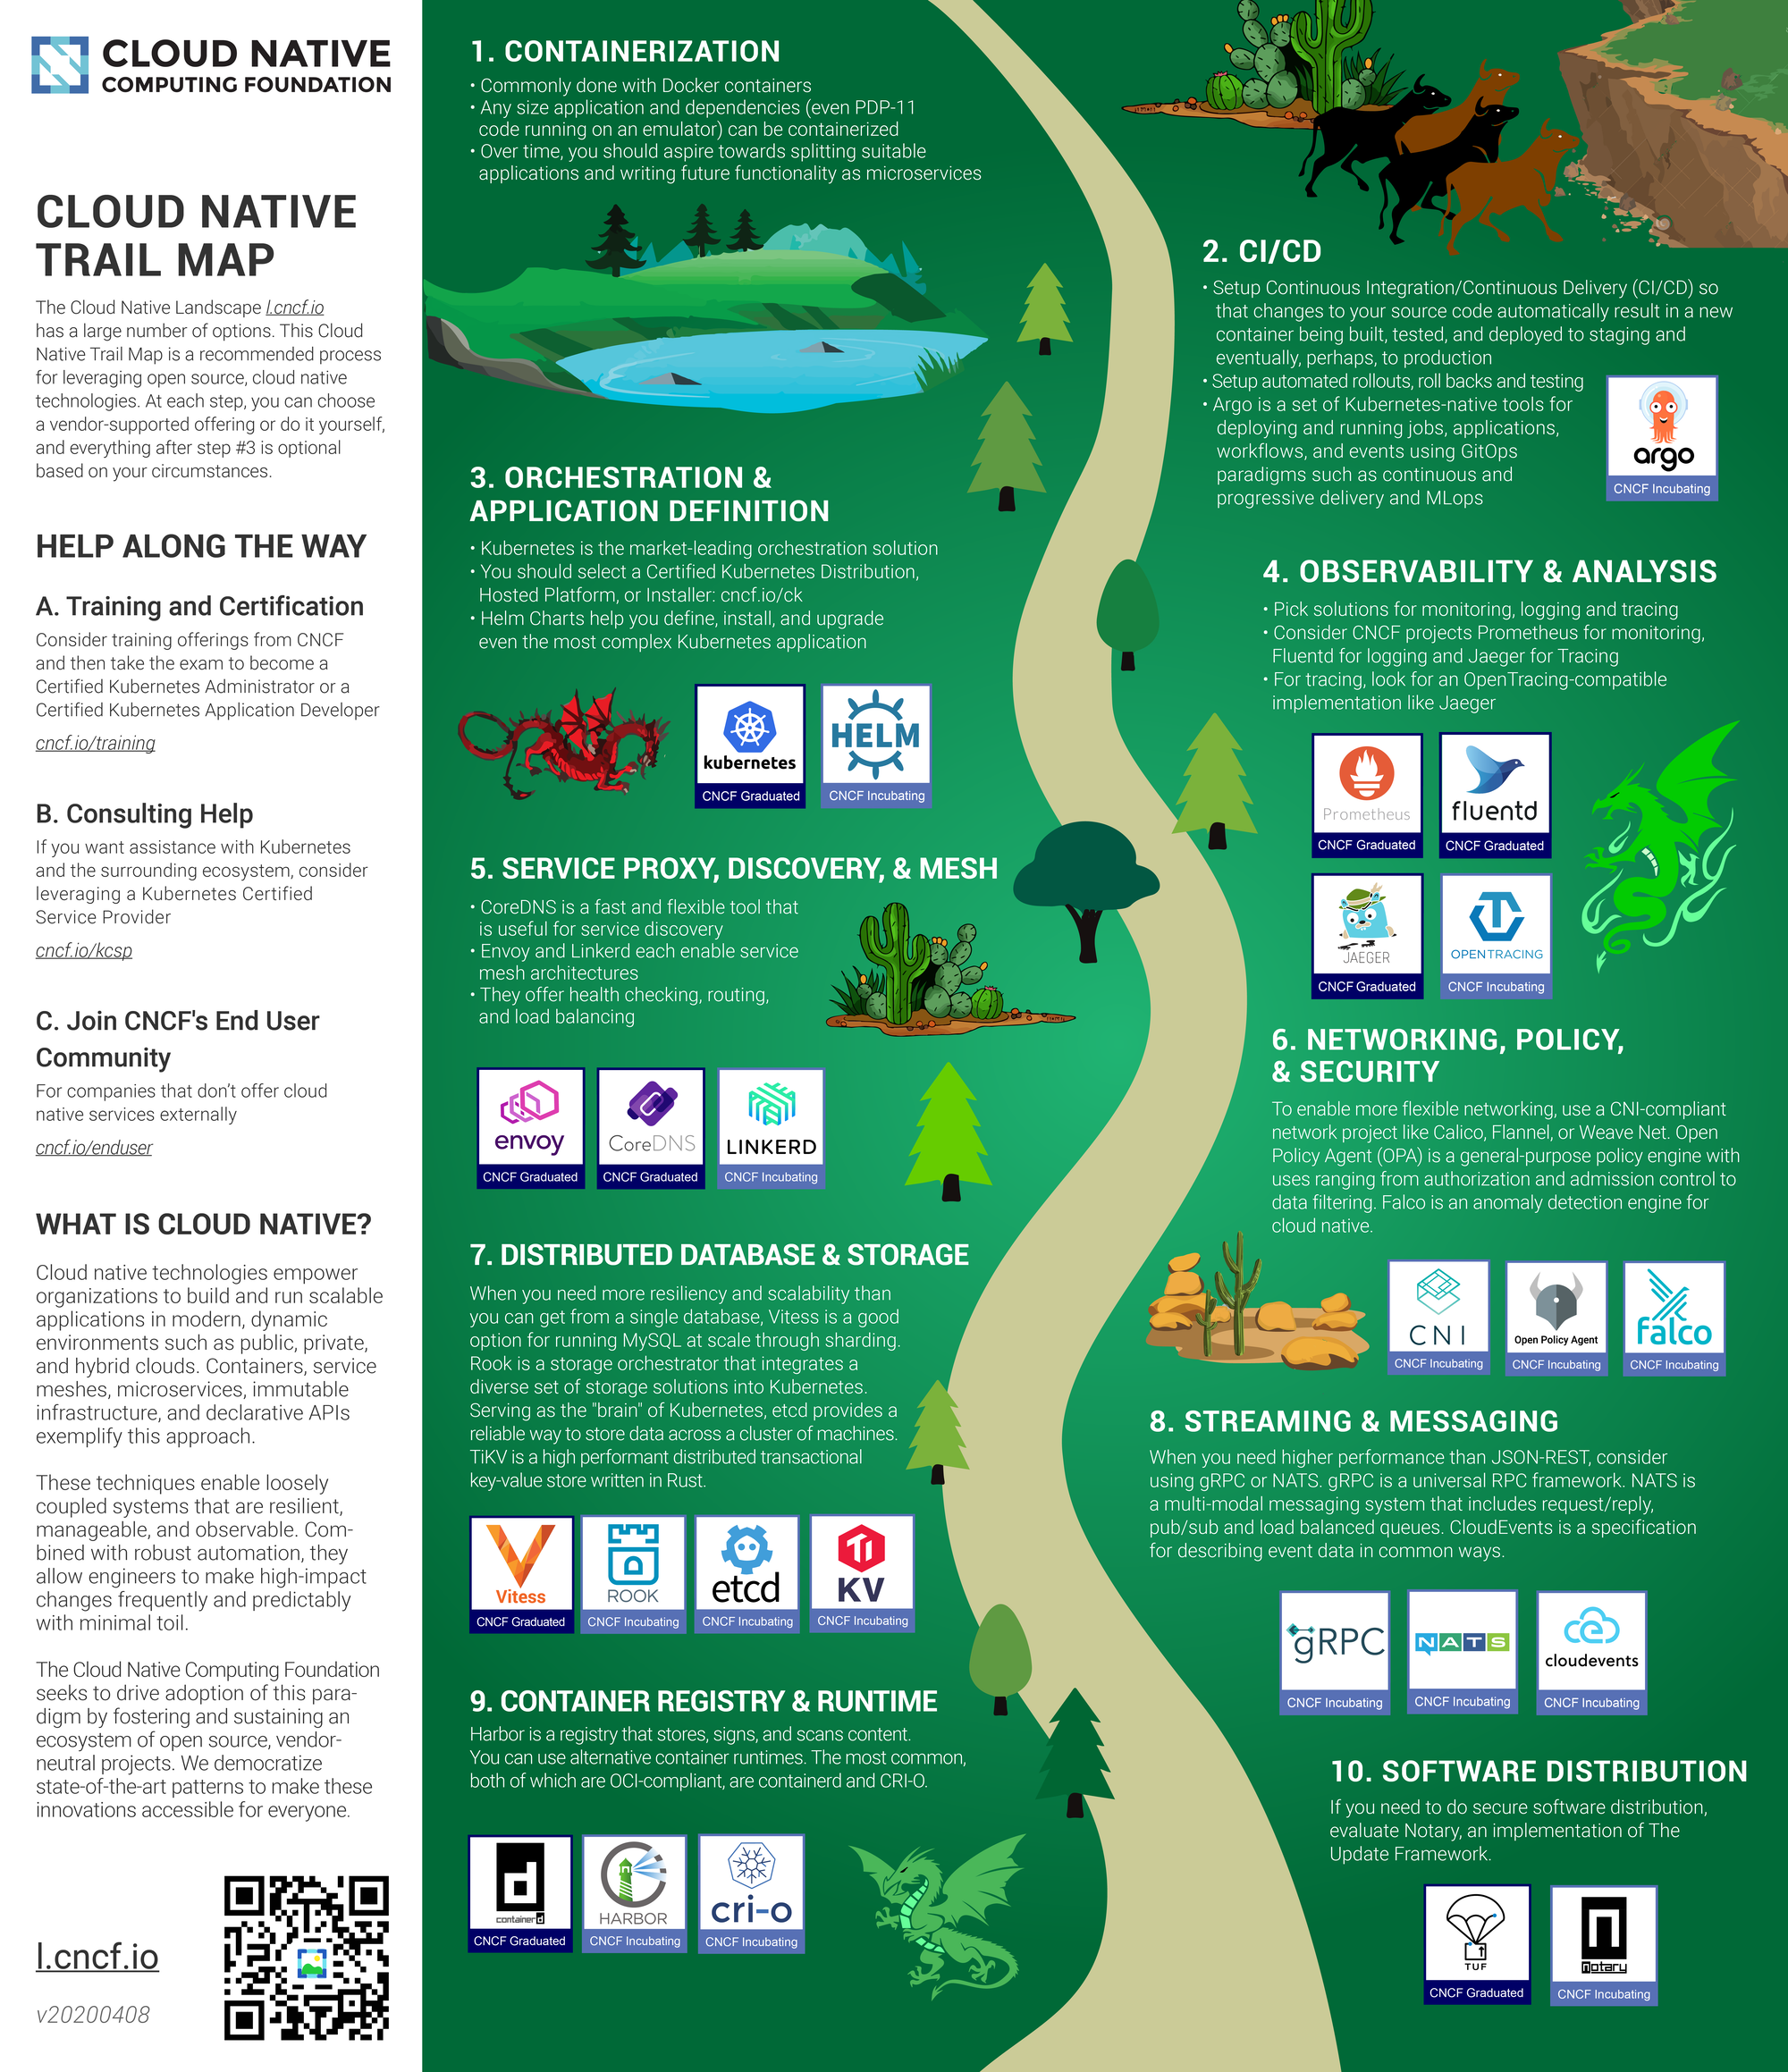 CLOUD NATIVE
COMPUTING FOUNDATION
CLOUD NATIVE
TRAIL MAP
The Cloud Native Landscape l.cncf.io
has a large number of options. This Cloud
Native Trail Map is a recommended process
for leveraging open source, cloud native
technologies. At each step, you can choose
a vendor-supported offering or do it yourself,
and everything after step #3 is optional
based on your circumstances.
HELP ALONG THE WAY
A. Training and Certification
Consider training offerings from CNCF
and then take the exam to become a
Certified Kubernetes Administrator or a
Certified Kubernetes Application Developer
cncf.io/training
B. Consulting Help
If you want assistance with Kubernetes
and the surrounding ecosystem, consider
leveraging a Kubernetes Certified
Service Provider
cncf.io/kcsp
C. Join CNCF's End User
Community
For companies that don't offer cloud
native services externally
cncf.io/enduser
WHAT IS CLOUD NATIVE?
Cloud native technologies empower
organizations to build and run scalable
applications in modern, dynamic
environments such as public, private,
and hybrid clouds. Containers, service
meshes, microservices, immutable
infrastructure, and declarative APIs
exemplify this approach.
These techniques enable loosely
coupled systems that are resilient,
manageable, and observable. Com-
bined with robust automation, they
allow engineers to make high-impact
changes frequently and predictably
with minimal toil.
The Cloud Native Computing Foundation
seeks to drive adoption of this para-
digm by fostering and sustaining an
ecosystem of open source, vendor-
neutral projects. We democratize
state-of-the-art patterns to make these
innovations accessible for everyone.
l.cncf.io
v20200408
1. CONTAINERIZATION
• Commonly done with Docker containers
• Any size application and dependencies (even PDP-11
code running on an emulator) can be containerized
• Over time, you should aspire towards splitting suitable
applications and writing future functionality as microservices
2. CI/CD
• Setup Continuous Integration/Continuous Delivery (CI/CD) so
that changes to your source code automatically result in a new
container being built, tested, and deployed to staging and
eventually, perhaps, to production
• Setup automated rollouts, roll backs and testing
• Argo is a set of Kubernetes-native tools for
deploying and running jobs, applications,
workflows, and events using GitOps
paradigms such as continuous and
progressive delivery and MLops
argo
CNCF Incubating
3. ORCHESTRATION &
APPLICATION DEFINITION
• Kubernetes is the market-leading orchestration solution
• You should select a Certified Kubernetes Distribution,
Hosted Platform, or Installer: cncf.io/ck
• Helm Charts help you define, install, and upgrade
even the most complex Kubernetes application
kubernetes
CNCF Graduated
HELM
CNCF Incubating
4. OBSERVABILITY & ANALYSIS
• Pick solutions for monitoring, logging and tracing
• Consider CNCF projects Prometheus for monitoring,
Fluentd for logging and Jaeger for Tracing
• For tracing, look for an OpenTracing-compatible
implementation like Jaeger
Prometheus
CNCF Graduated
fluentd
CNCF Graduated
JAEGER
CNCF Graduated
OPENTRACING
CNCF Incubating
5. SERVICE PROXY, DISCOVERY, & MESH
• CoreDNS is a fast and flexible tool that
is useful for service discovery
• Envoy and Linkerd each enable service
mesh architectures
• They offer health checking, routing,
and load balancing
envoy
CNCF Graduated
CoreDNS
CNCF Graduated
LINKERD
CNCF Incubating
6. NETWORKING, POLICY,
& SECURITY
To enable more flexible networking, use a CNI-compliant
network project like Calico, Flannel, or Weave Net. Open
Policy Agent (OPA) is a general-purpose policy engine with
uses ranging from authorization and admission control to
data filtering. Falco is an anomaly detection engine for
cloud native.
CNI
CNCF Incubating
Open Policy Agent
CNCF Incubating
falco
CNCF Incubating
7. DISTRIBUTED DATABASE & STORAGE
When you need more resiliency and scalability than
you can get from a single database, Vitess is a good
option for running MySQL at scale through sharding.
Rook is a storage orchestrator that integrates a
diverse set of storage solutions into Kubernetes.
Serving as the "brain" of Kubernetes, etcd provides a
reliable way to store data across a cluster of machines.
TiKV is a high performant distributed transactional
key-value store written in Rust.
Vitess
CNCF Graduated
ROOK
CNCF Incubating
etcd
CNCF Incubating
TI
KV
CNCF Incubating
8. STREAMING & MESSAGING
When you need higher performance than JSON-REST, consider
using gRPC or NATS. gRPC is a universal RPC framework. NATS is
a multi-modal messaging system that includes request/reply,
pub/sub and load balanced queues. CloudEvents is a specification
for describing event data in common ways.
gRPC
CNCF Incubating
NATS
CNCF Incubating
cloudevents
CNCF Incubating
9. CONTAINER REGISTRY & RUNTIME
Harbor is a registry that stores, signs, and scans content.
You can use alternative container runtimes. The most common,
both of which are OCI-compliant, are containerd and CRI-O.
containerd
CNCF Graduated
HARBOR
CNCF Incubating
cri-o
CNCF Incubating
10. SOFTWARE DISTRIBUTION
If you need to do secure software distribution,
evaluate Notary, an implementation of The
Update Framework.
TUF
CNCF Graduated
notary
CNCF Incubating